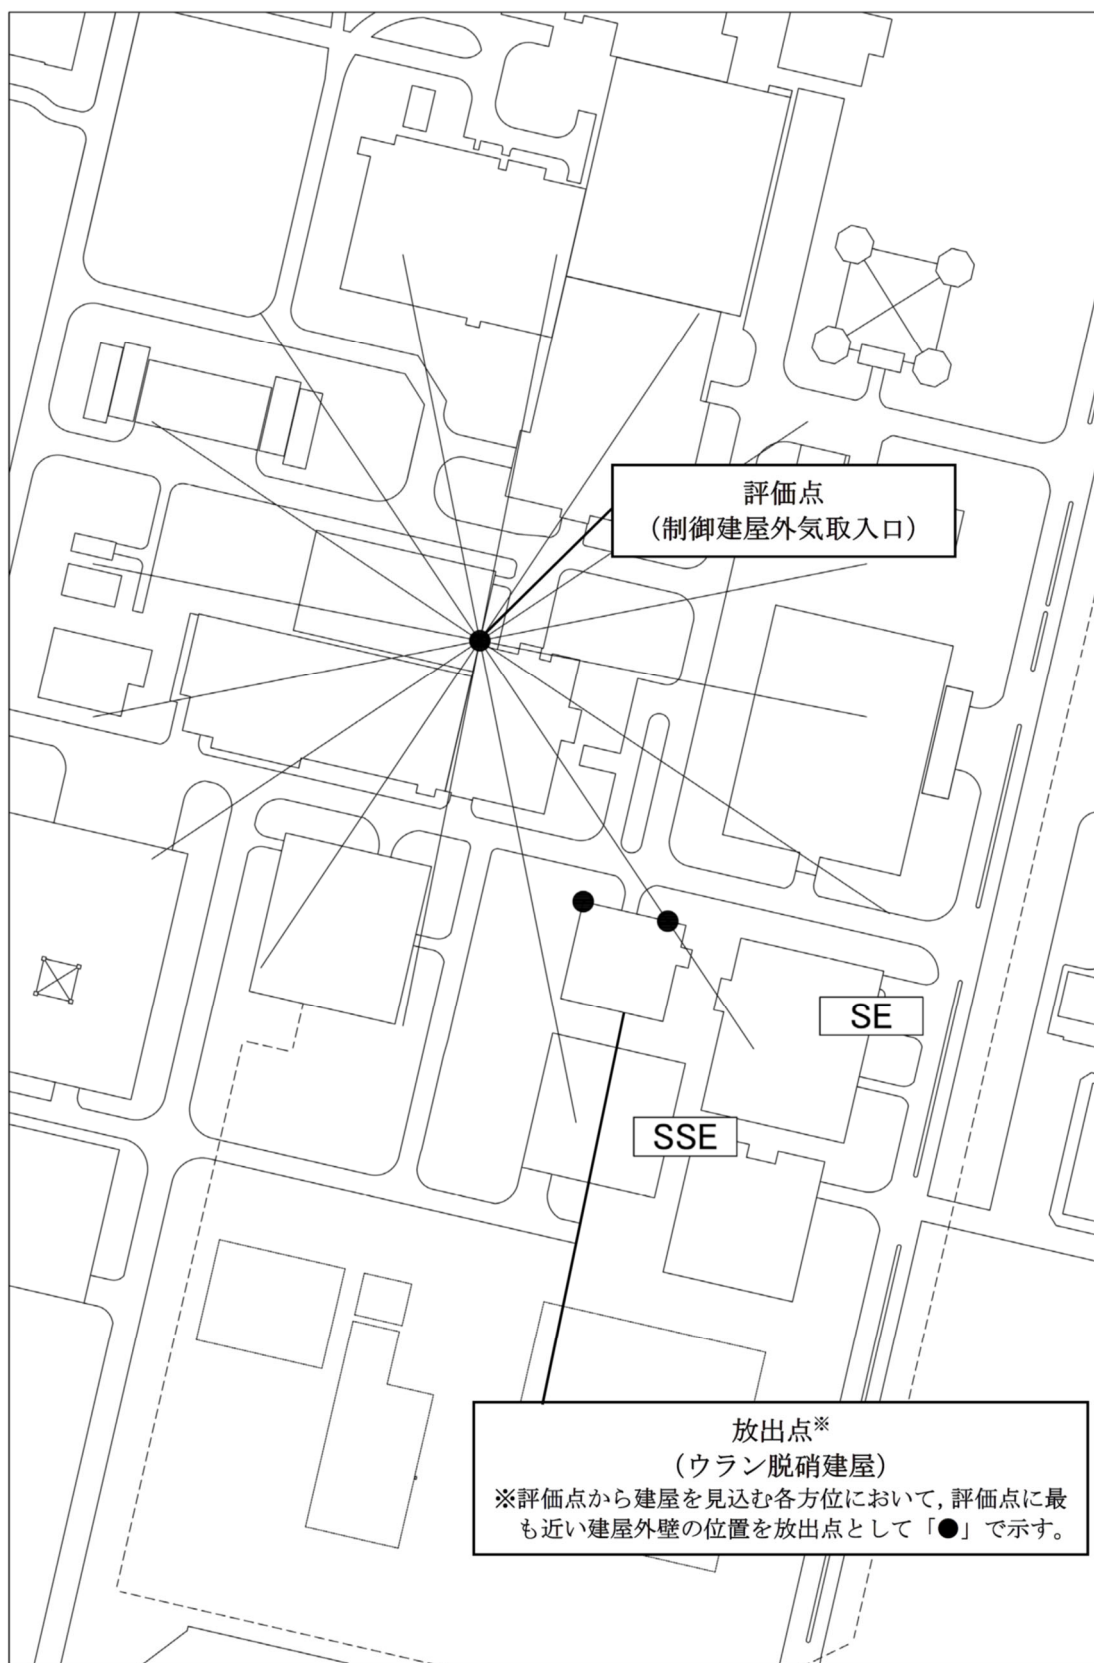 評価点
(制御建屋外気取入口)
SE
SSE
放出点※
(ウラン脱硝建屋)
※評価点から建屋を見込む各方位において,評価点に最
も近い建屋外壁の位置を放出点として「●」で示す。